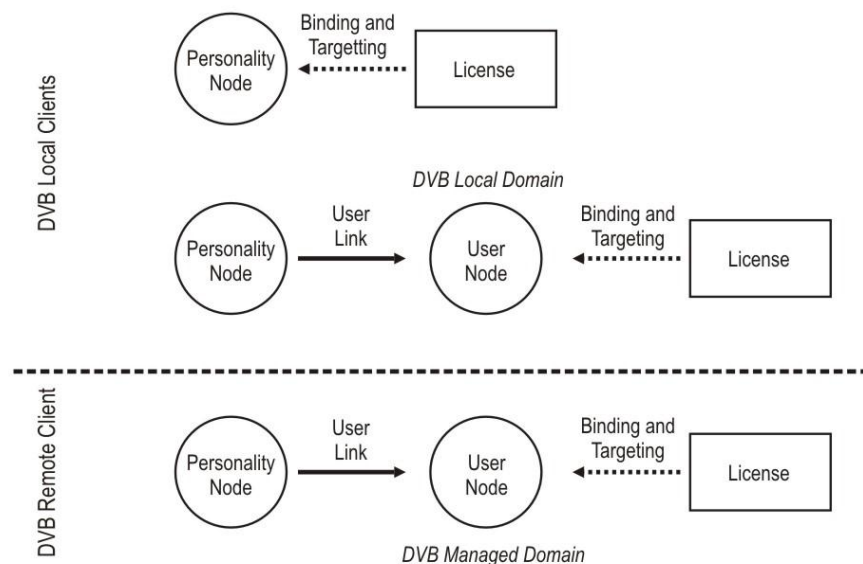 DVB Local Clients
Binding and
Targetting
Personality
Node
License
DVB Local Domain
User
Link
Binding and
Targeting
Personality
Node
User
Node
License
DVB Remote Client
User
Link
Binding and
Targeting
Personality
Node
User
Node
License
DVB Managed Domain